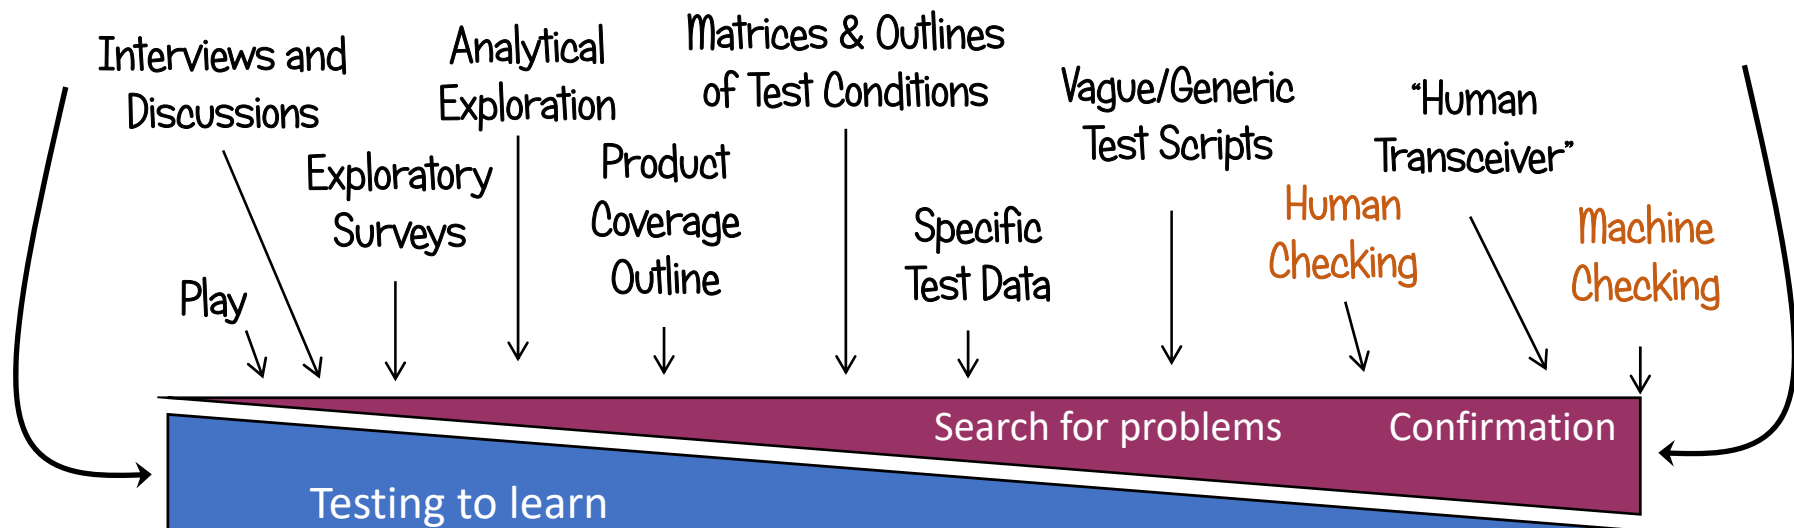 Interviews and
Discussions
Analytical
Exploration
Matrices & Outlines
of Test Conditions
Vague/Generic
Test Scripts
"Human
Transceiver"
Exploratory
Surveys
Product
Coverage
Outline
Specific
Test Data
Human
Checking
Machine
Checking
Play
Search for problems
Confirmation
Testing to learn